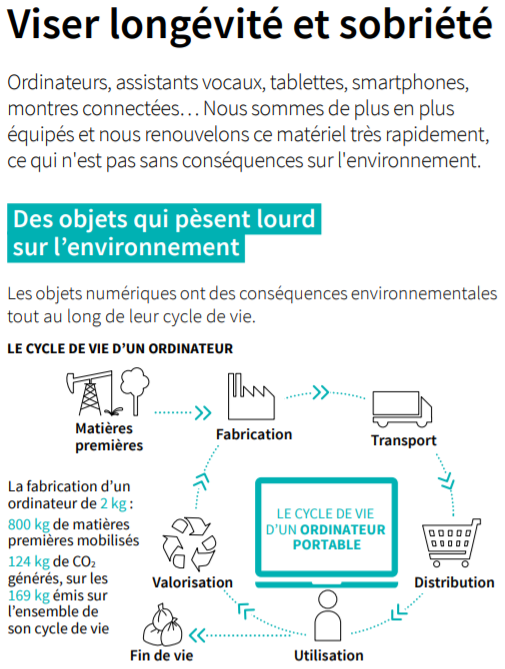 Viser longévité et sobriété
Ordinateurs, assistants vocaux, tablettes, smartphones,
montres connectées… Nous sommes de plus en plus
équipés et nous renouvelons ce matériel très rapidement,
ce qui n'est pas sans conséquences sur l'environnement.
Des objets qui pèsent lourd
sur l’environnement
Les objets numériques ont des conséquences environnementales
tout au long de leur cycle de vie.
LE CYCLE DE VIE D’UN ORDINATEUR
Matières
premières
Fabrication
Transport
La fabrication d’un
ordinateur de 2 kg :
800 kg de matières
premières mobilisés
124 kg de CO₂
générés, sur les
169 kg émis sur
l’ensemble de
son cycle de vie
LE CYCLE DE VIE
D’UN ORDINATEUR
PORTABLE
Valorisation
Distribution
Fin de vie
Utilisation